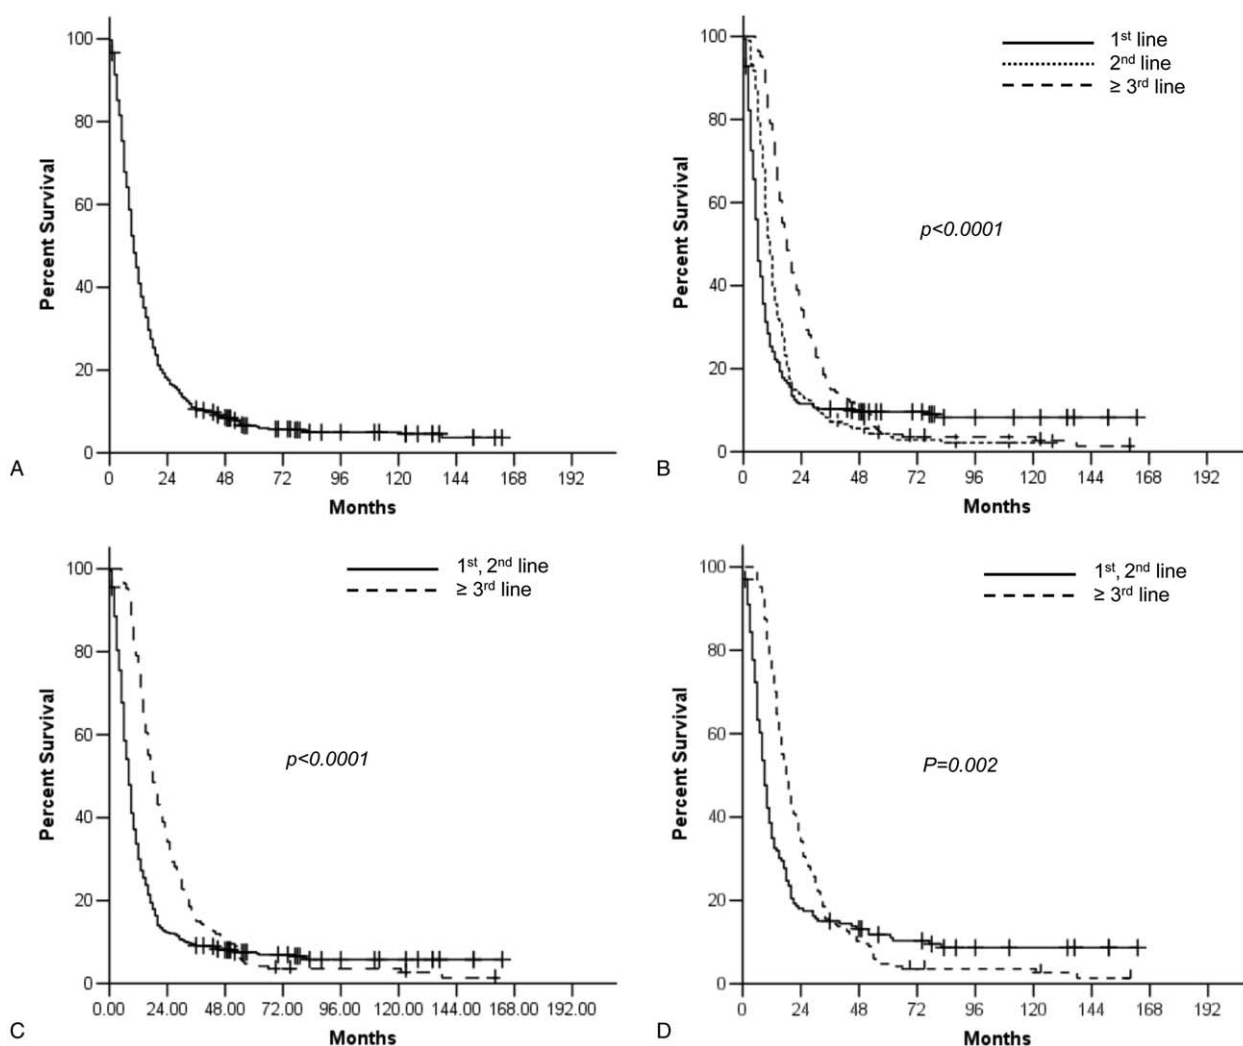 100
80
60
40
20
0
Percent Survival
0 24 48 72 96 120 144 168 192
Months
A
100
80
60
40
20
0
Percent Survival
1st line
2nd line
≥ 3rd line
p<0.0001
0 24 48 72 96 120 144 168 192
Months
B
100
80
60
40
20
0
Percent Survival
1st, 2nd line
≥ 3rd line
p<0.0001
0.00 24.00 48.00 72.00 96.00 120.00 144.00 168.00 192.00
Months
C
100
80
60
40
20
0
Percent Survival
1st, 2nd line
≥ 3rd line
P=0.002
0 24 48 72 96 120 144 168 192
Months
D